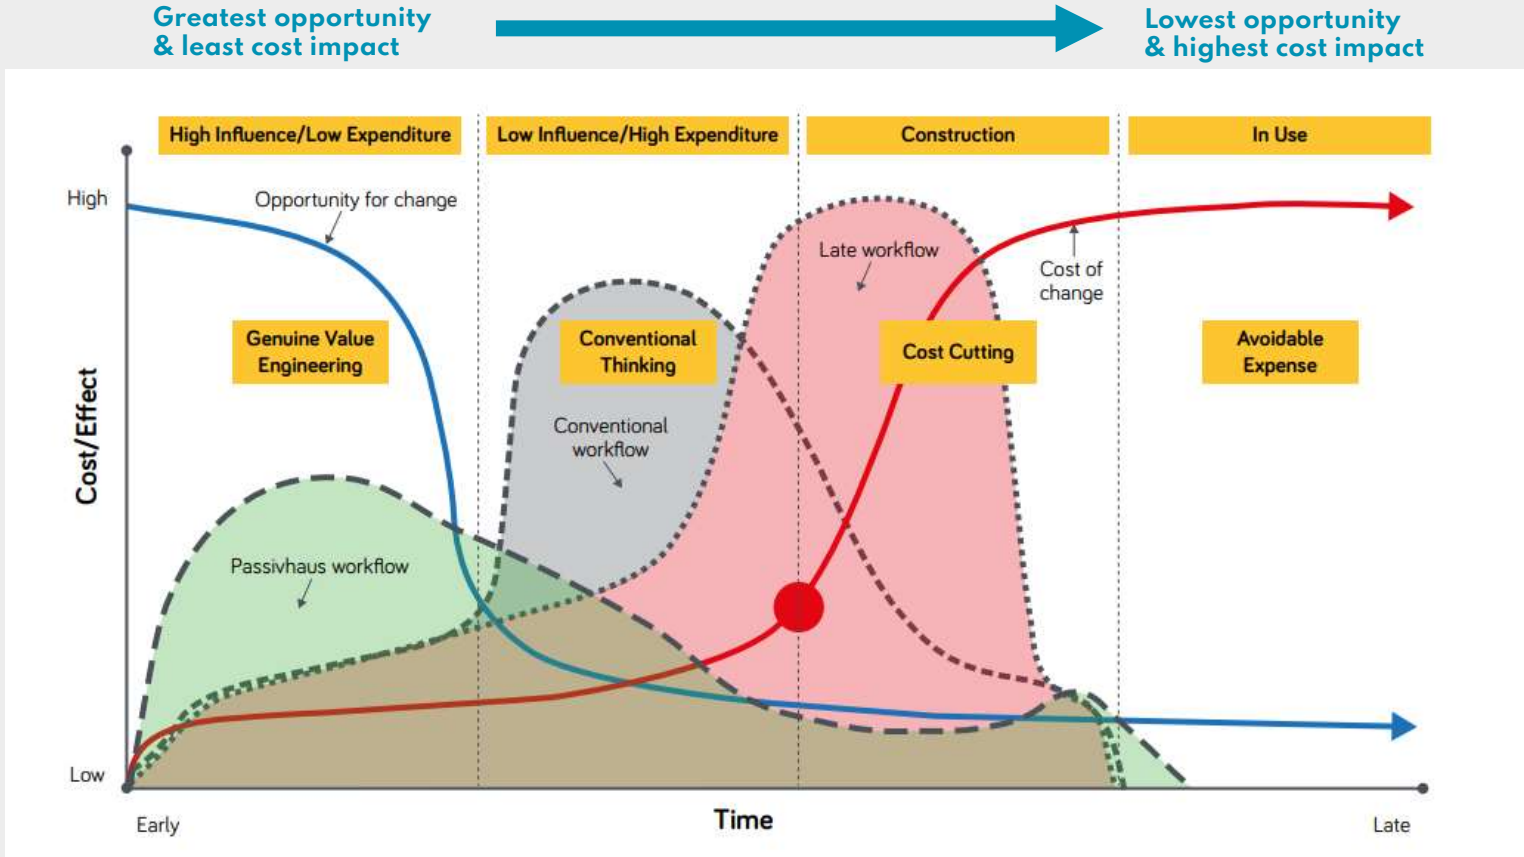 Greatest opportunity
& least cost impact
Lowest opportunity
& highest cost impact
High Influence/Low Expenditure
Low Influence/High Expenditure
Construction
In Use
High
Opportunity for change
Late workflow
Cost of
change
Genuine Value
Engineering
Conventional
Thinking
Cost Cutting
Avoidable
Expense
Cost/Effect
Conventional
workflow
Passivhaus workflow
Low
Early
Time
Late